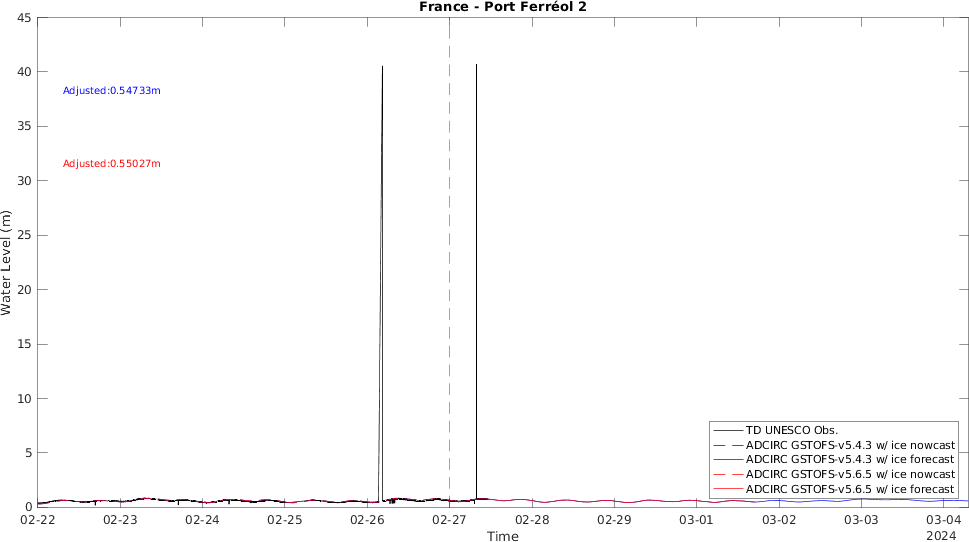 France - Port Ferréol 2
45
40
35
30
25
20
15
10
5
0
Water Level (m)
Adjusted:0.54733m
Adjusted:0.55027m
TD UNESCO Obs.
ADCIRC GSTOFS-v5.4.3 w/ ice nowcast
ADCIRC GSTOFS-v5.4.3 w/ ice forecast
ADCIRC GSTOFS-v5.6.5 w/ ice nowcast
ADCIRC GSTOFS-v5.6.5 w/ ice forecast
02-22 02-23 02-24 02-25 02-26 02-27 02-28 02-29 03-01 03-02 03-03 03-04
Time
2024